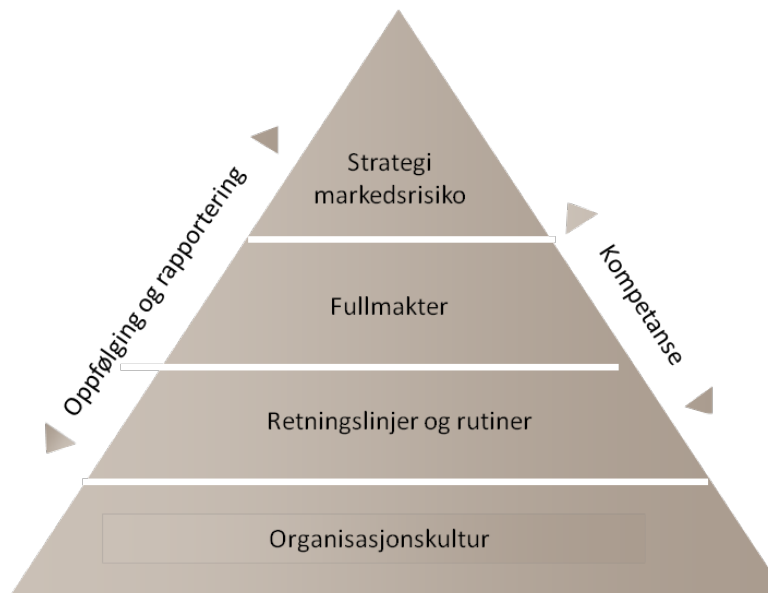 Strategi
markedsrisiko
Oppfølging og rapportering
Kompetanse
Fullmakter
Retningslinjer og rutiner
Organisasjonskultur